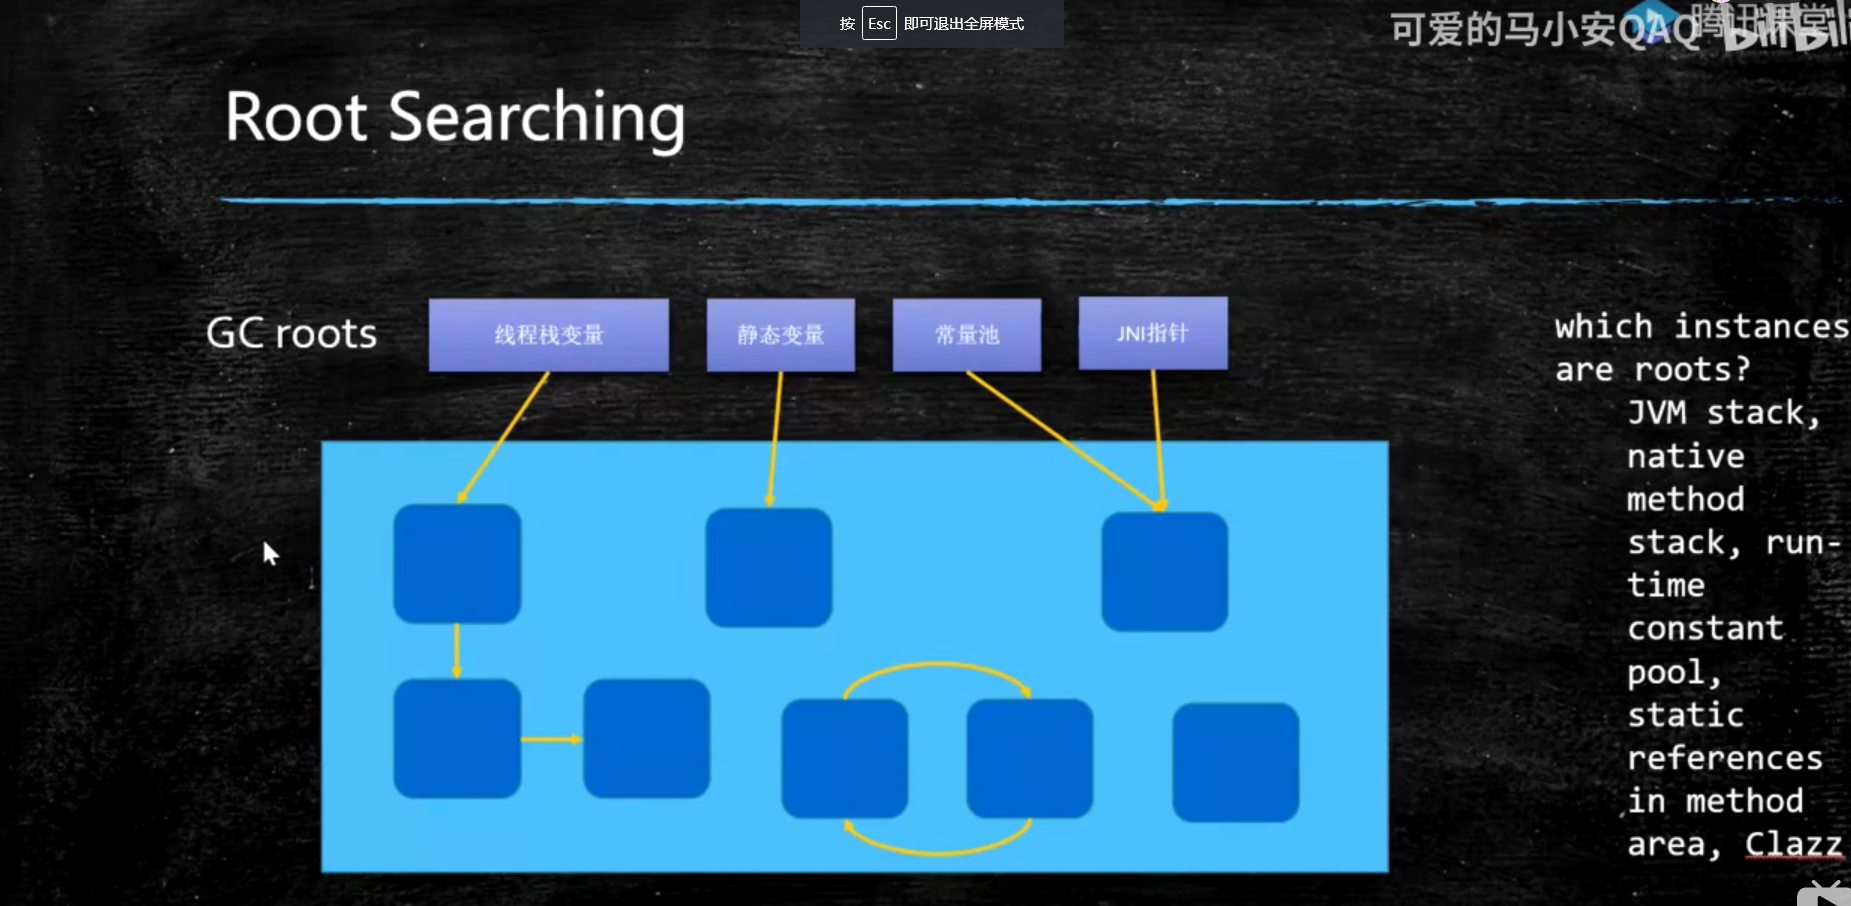 按 Esc 即可退出全屏模式
可爱的马小安QAQ
腾讯课堂
bilibili
Root Searching
GC roots
线程栈变量
静态变量
常量池
JNI指针
which instances
are roots?
JVM stack,
native
method
stack, run-
time
constant
pool,
static
references
in method
area, Clazz